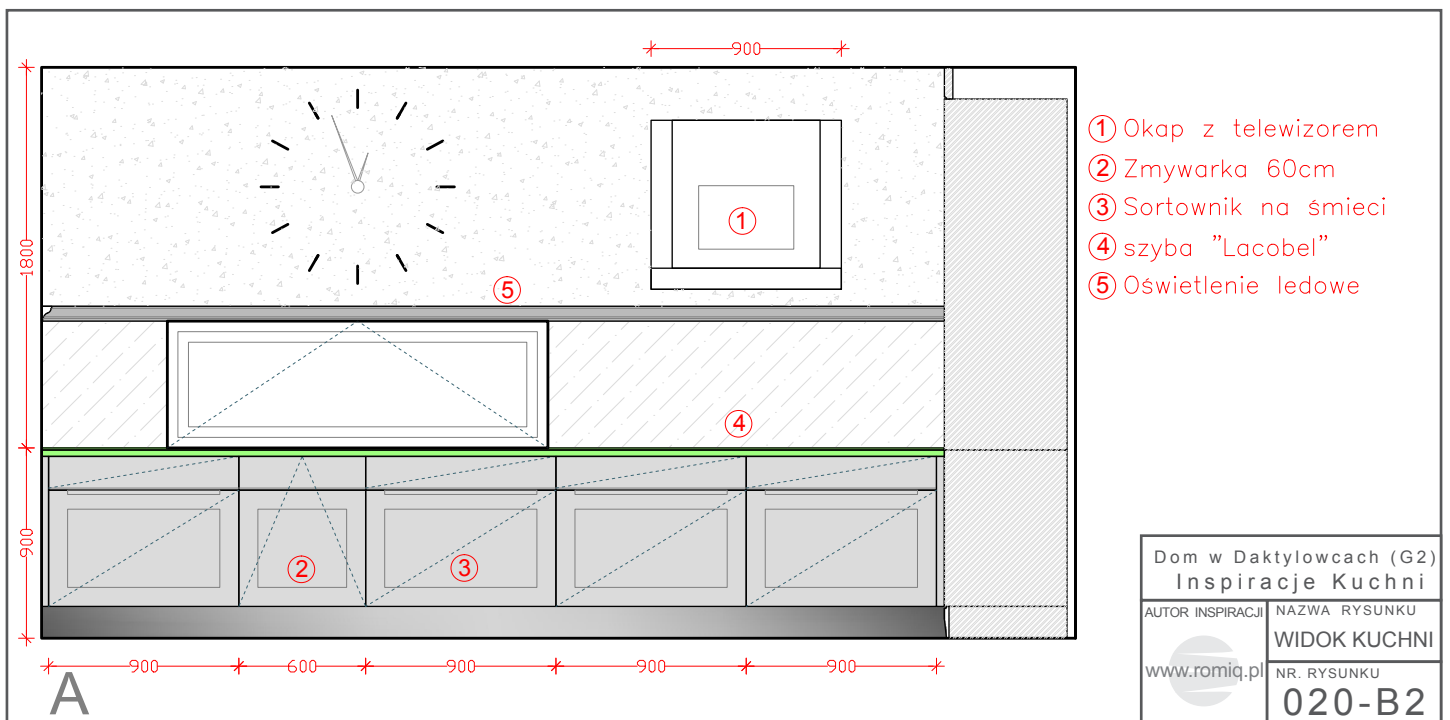 900
① Okap z telewizorem
② Zmywarka 60cm
③ Sortownik na śmieci
④ szyba "Lacobel"
⑤ Oświetlenie ledowe
1800
①
⑤
④
900
②
③
900 600 900 900 900
A
Dom w Daktylowcach (G2)
Inspiracje Kuchni
AUTOR INSPIRACJI
www.romiq.pl
NAZWA RYSUNKU
WIDOK KUCHNI
NR. RYSUNKU
020-B2